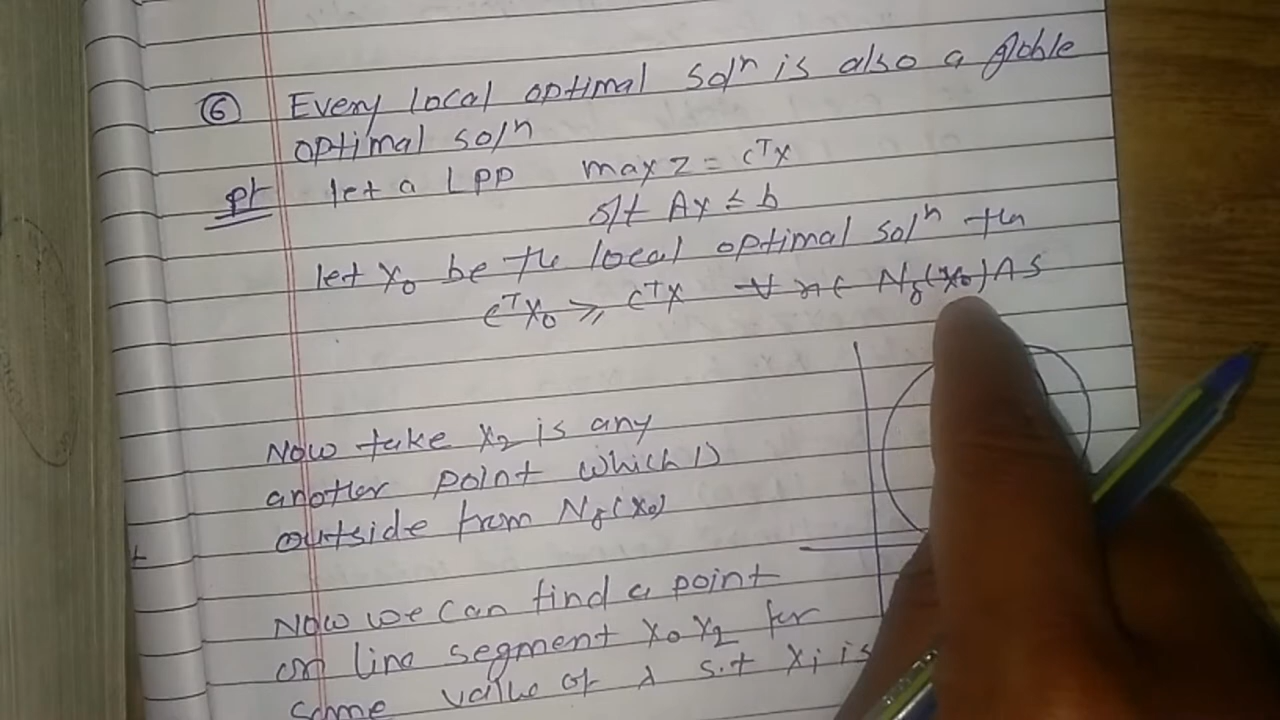 ⑥ Every local optimal solⁿ is also a globle
optimal solⁿ
pf let a LPP max z = cᵀx
s/t Ax ≤ b
let x₀ be the local optimal solⁿ then
cᵀx₀ ≥ cᵀx ∀ x ∈ N_δ(x₀) ∩ S
Now take x₂ is any
another point which is
outside from N_δ(x₀)
Now we can find a point
on line segment x₀x₂ for
some value of λ s.t x₁ is